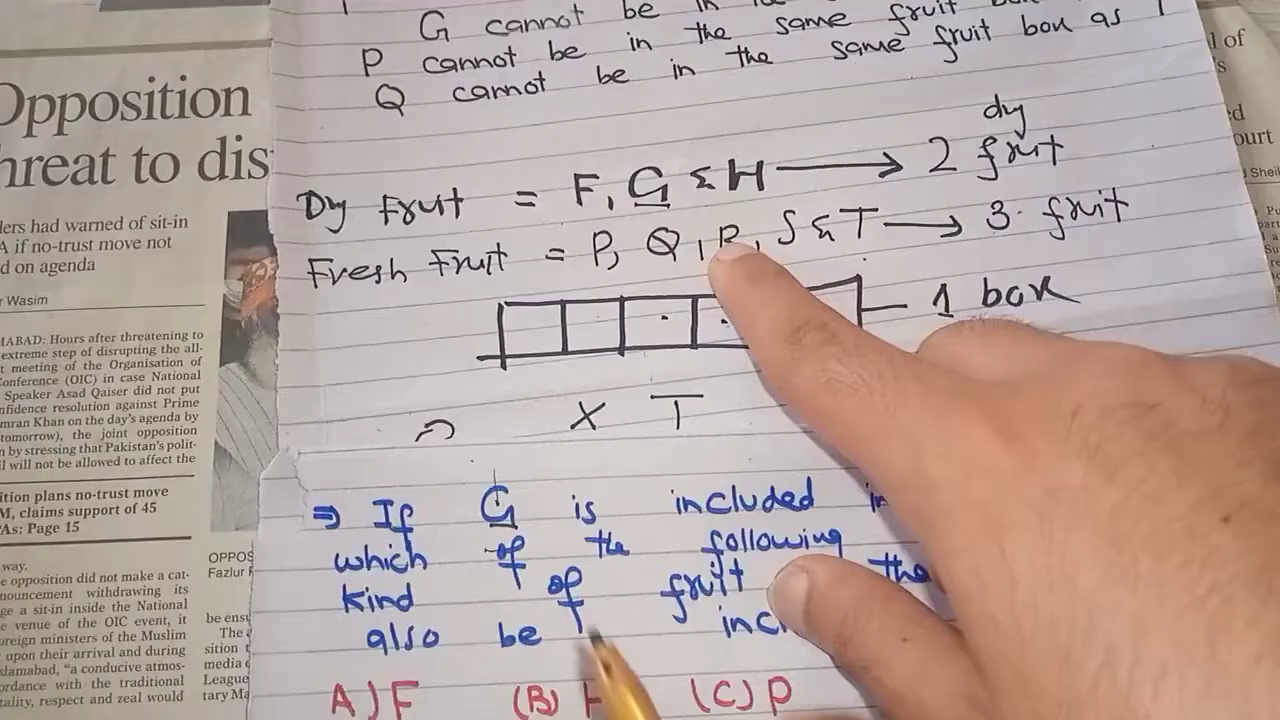 G cannot be in
P cannot be in the same fruit box
Q cannot be in the same fruit box as T
dry
Dry fruit = F, G & H → 2 fruit
Fresh Fruit = P, Q, R, S & T → 3. fruit
1 box
X T
⇒ If G is included in
which of the following
kind of fruit the
also be
A) F (B) (C) P
Opposition
hreat to dis
ders had warned of sit-in
A if no-trust move not
d on agenda
Wasim
MABAD: Hours after threatening to
extreme step of disrupting the all-
t meeting of the Organisation of
Conference (OIC) in case National
Speaker Asad Qaiser did not put
nfidence resolution against Prime
mran Khan on the day's agenda by
tomorrow), the joint opposition
n by stressing that Pakistan's polit-
l will not be allowed to affect the
ition plans no-trust move
M, claims support of 45
As: Page 15
way.
e opposition did not make a cat-
nouncement withdrawing its
ge a sit-in inside the National
e venue of the OIC event, it
oreign ministers of the Muslim
upon their arrival and during
slamabad, "a conducive atmos-
ordance with the traditional
tality, respect and zeal would
OPPOS
Fazlur
be ensu
The
sition t
media
League
tary Ma
l of
's
ourt
Sheik